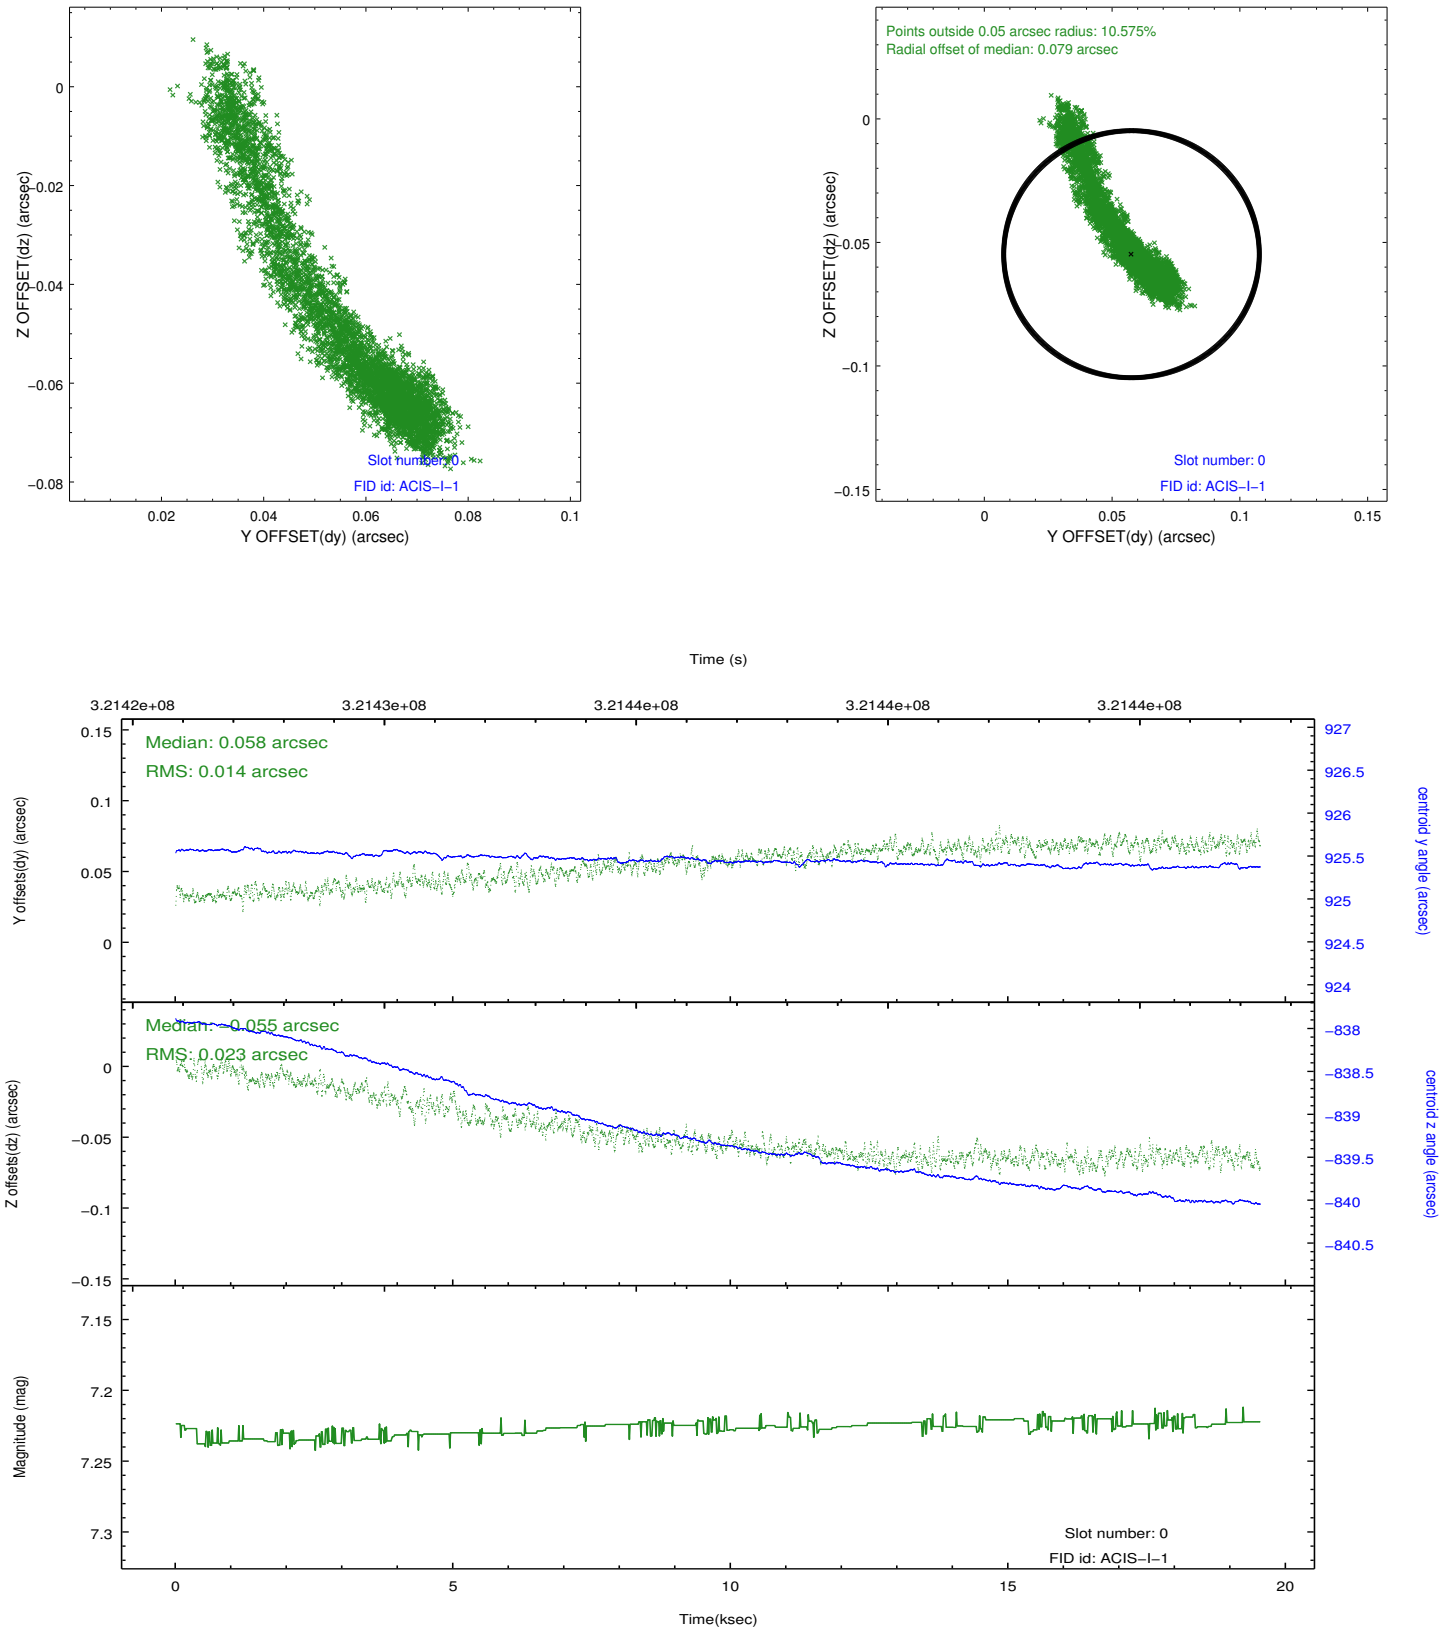 0
−0.02
−0.04
−0.06
−0.08
Z OFFSET(dz) (arcsec)
Slot number: 0
FID id: ACIS−I−1
0.02 0.04 0.06 0.08 0.1
Y OFFSET(dy) (arcsec)
Points outside 0.05 arcsec radius: 10.575%
Radial offset of median: 0.079 arcsec
0
−0.05
−0.1
−0.15
Z OFFSET(dz) (arcsec)
Slot number: 0
FID id: ACIS−I−1
0 0.05 0.1 0.15
Y OFFSET(dy) (arcsec)
Time (s)
3.2142e+08 3.2143e+08 3.2144e+08 3.2144e+08 3.2144e+08
Median: 0.058 arcsec
RMS: 0.014 arcsec
0.15
0.1
0.05
0
Y offsets(dy) (arcsec)
927
926.5
926
925.5
925
924.5
924
centroid y angle (arcsec)
Median: −0.055 arcsec
RMS: 0.023 arcsec
0
−0.05
−0.1
−0.15
Z offsets(dz) (arcsec)
−838
−838.5
−839
−839.5
−840
−840.5
centroid z angle (arcsec)
7.15
7.2
7.25
7.3
Magnitude (mag)
Slot number: 0
FID id: ACIS−I−1
0 5 10 15 20
Time(ksec)